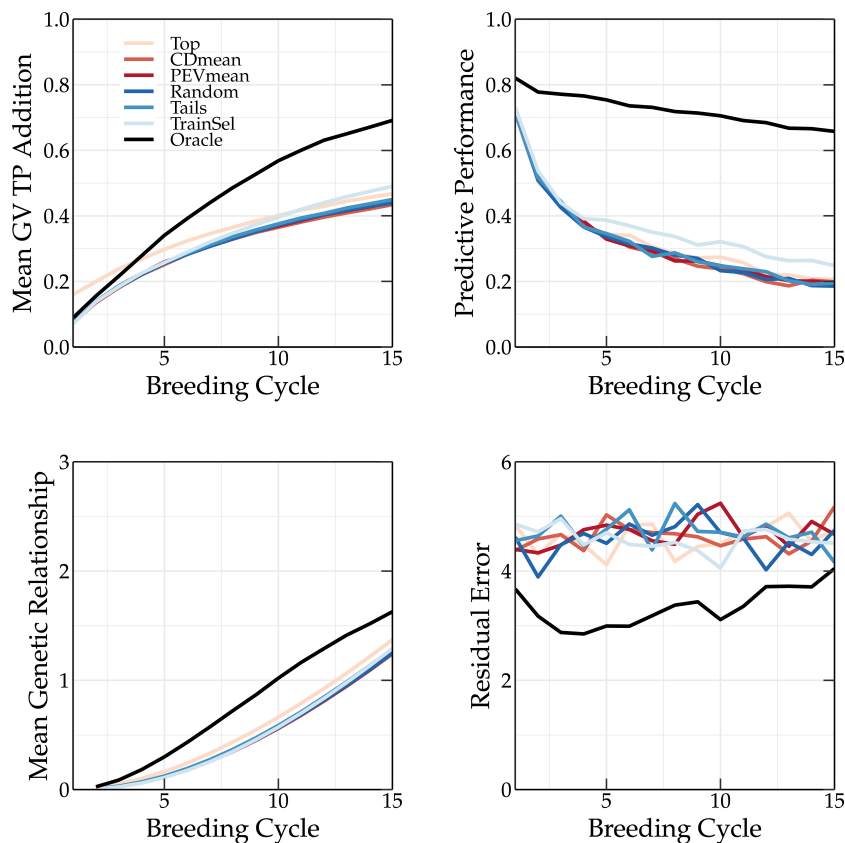 Mean GV TP Addition
1.0
0.8
0.6
0.4
0.2
0.0
Top
CDmean
PEVmean
Random
Tails
TrainSel
Oracle
5
10
15
Breeding Cycle
Predictive Performance
1.0
0.8
0.6
0.4
0.2
0.0
5
10
15
Breeding Cycle
Mean Genetic Relationship
3
2
1
0
5
10
15
Breeding Cycle
Residual Error
6
4
2
0
5
10
15
Breeding Cycle